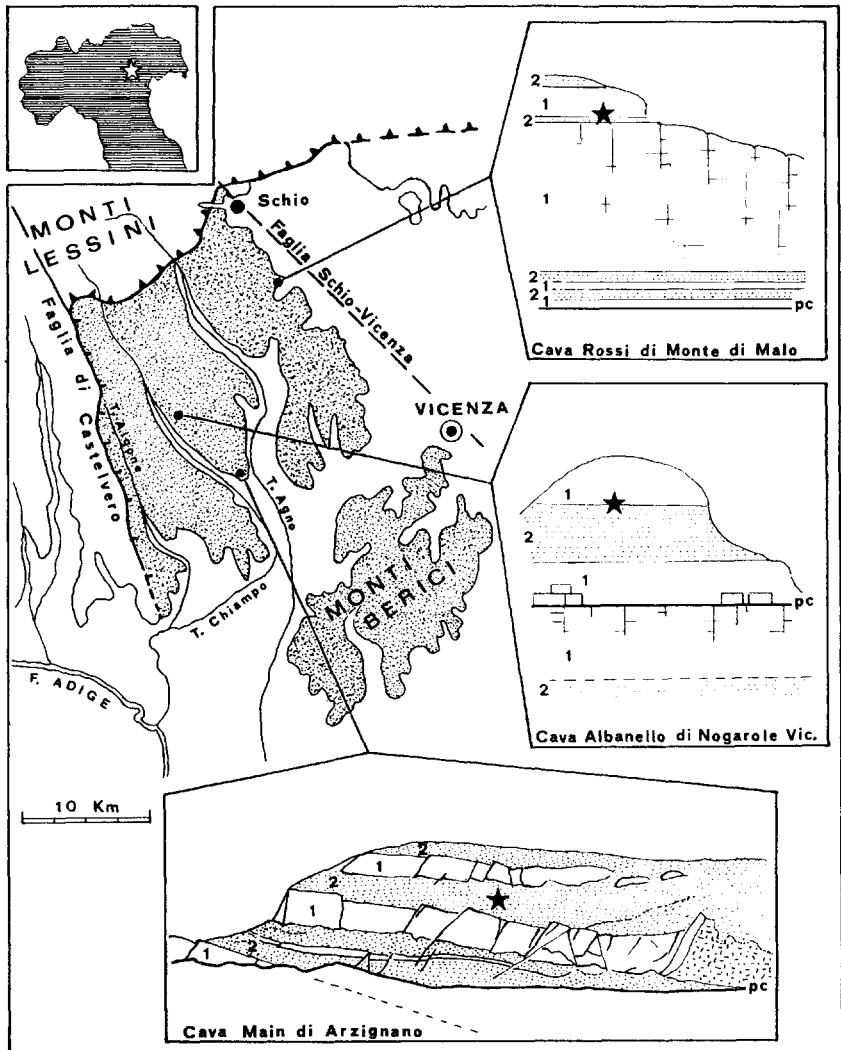 2
1
2
1
2
1
2
1
pc
Cava Rossi di Monte di Malo
Schio
MONTI
LESSINI
Faglia Schio-Vicenza
Faglia di Castelvero
VICENZA
T. Agno
T. Chiampo
MONTI
BERICI
F. ADIGE
10 Km
1
2
1
pc
1
2
Cava Albanello di Nogarole Vic.
2
1
2
1
2
1
pc
Cava Main di Arzignano